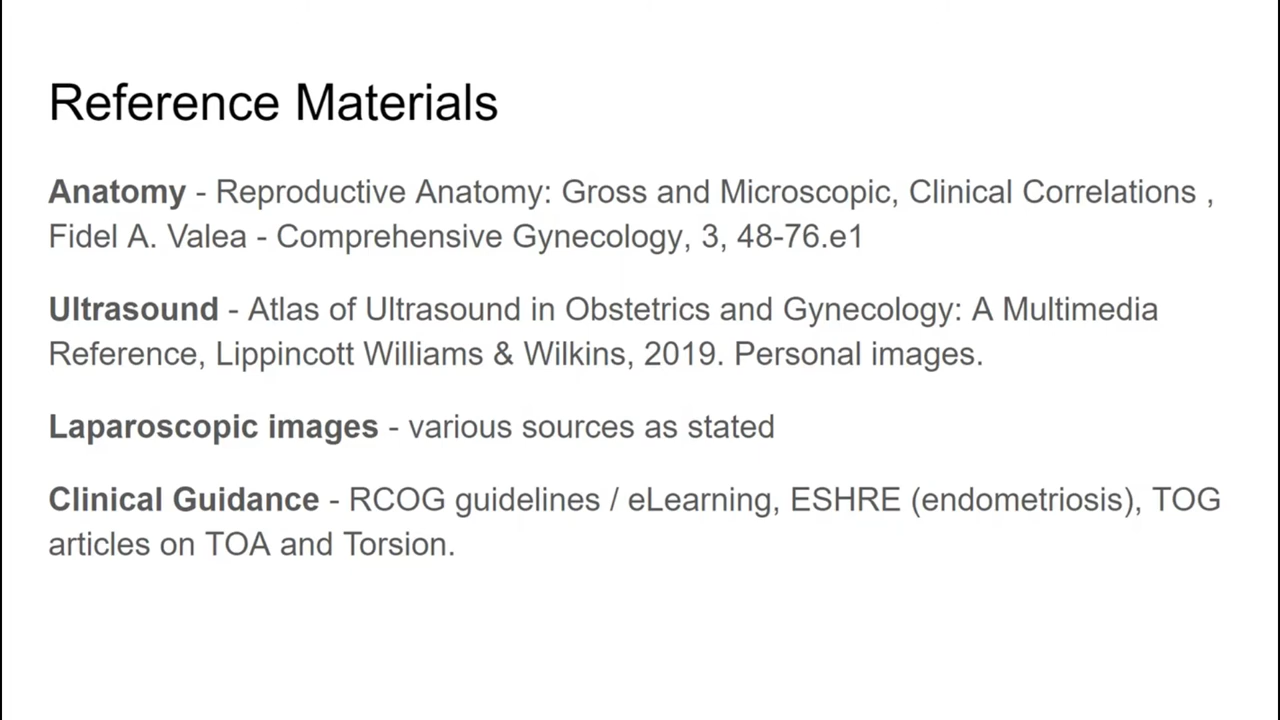 Reference Materials
Anatomy - Reproductive Anatomy: Gross and Microscopic, Clinical Correlations ,
Fidel A. Valea - Comprehensive Gynecology, 3, 48-76.e1
Ultrasound - Atlas of Ultrasound in Obstetrics and Gynecology: A Multimedia
Reference, Lippincott Williams & Wilkins, 2019. Personal images.
Laparoscopic images - various sources as stated
Clinical Guidance - RCOG guidelines / eLearning, ESHRE (endometriosis), TOG
articles on TOA and Torsion.